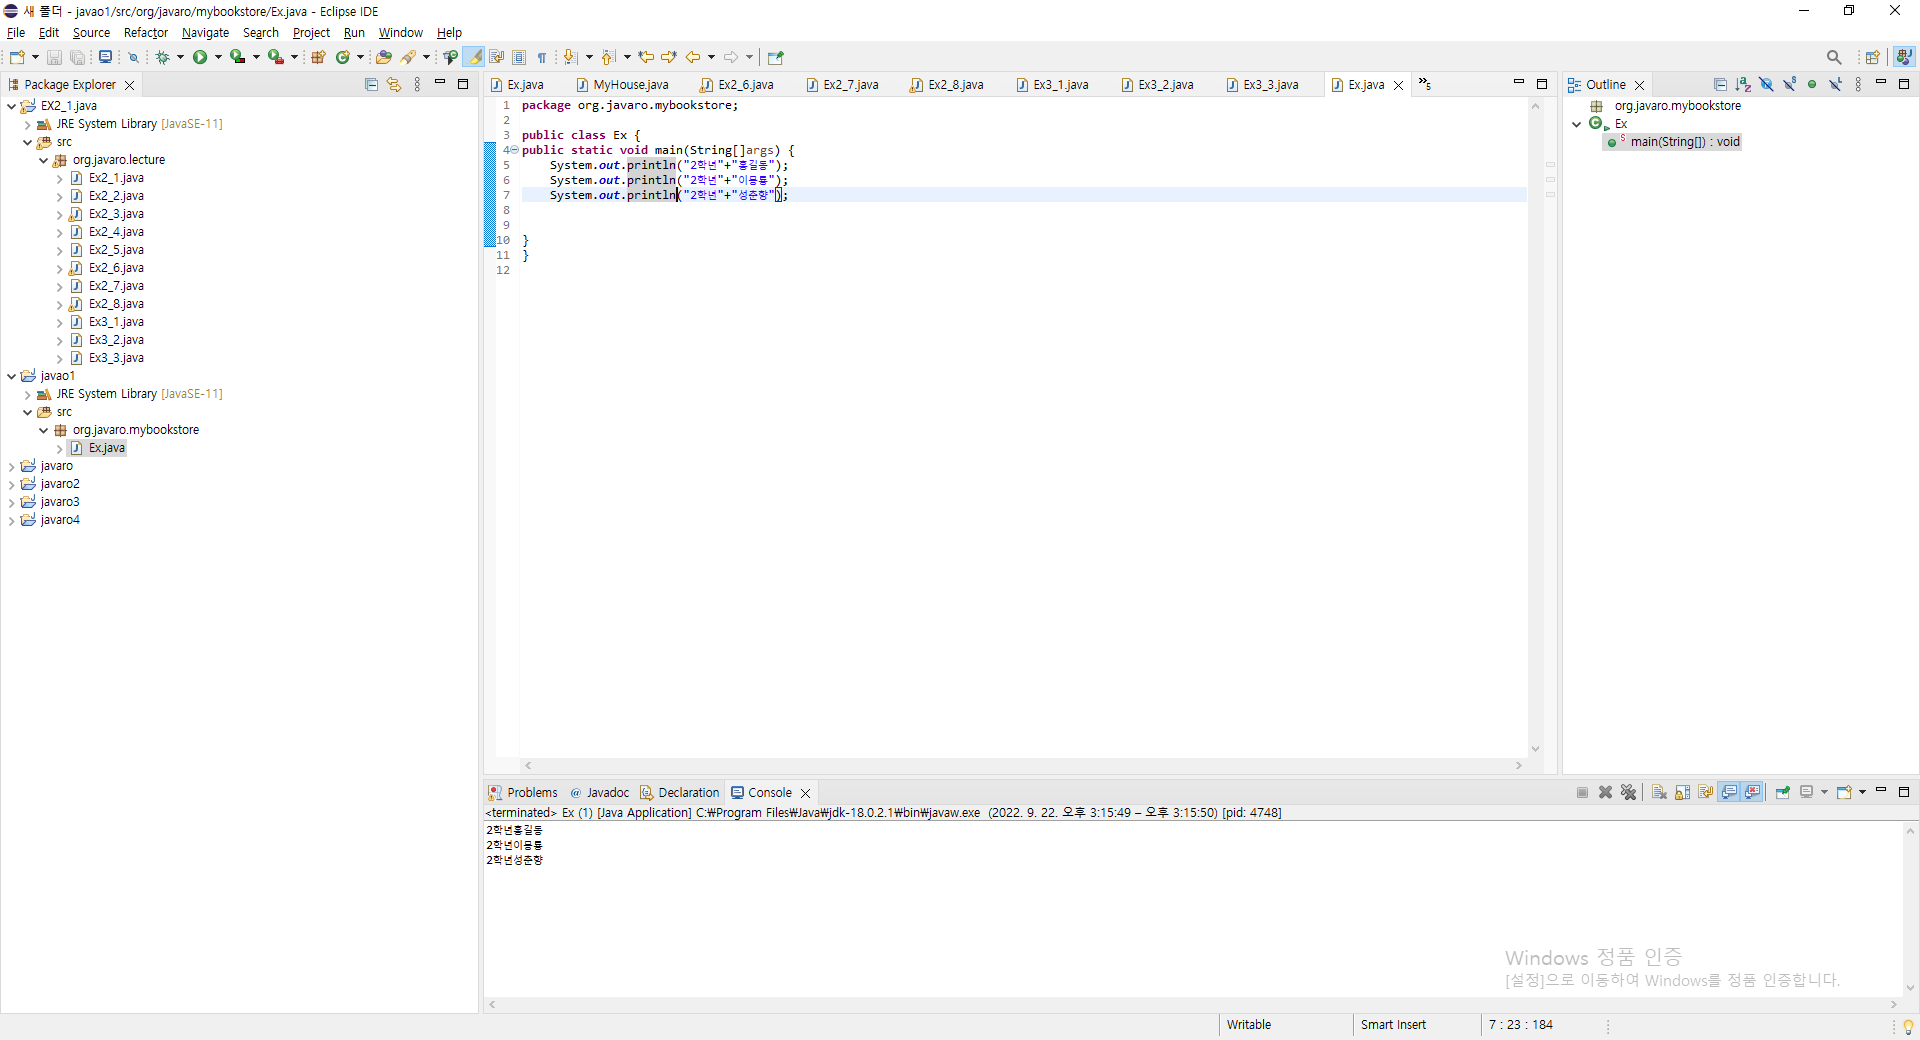 새 폴더 - javao1/src/org/javaro/mybookstore/Ex.java - Eclipse IDE
File Edit Source Refactor Navigate Search Project Run Window Help
Package Explorer
EX2_1.java
JRE System Library [JavaSE-11]
src
org.javaro.lecture
Ex2_1.java
Ex2_2.java
Ex2_3.java
Ex2_4.java
Ex2_5.java
Ex2_6.java
Ex2_7.java
Ex2_8.java
Ex3_1.java
Ex3_2.java
Ex3_3.java
javao1
JRE System Library [JavaSE-11]
src
org.javaro.mybookstore
Ex.java
javaro
javaro2
javaro3
javaro4
Ex.java MyHouse.java Ex2_6.java Ex2_7.java Ex2_8.java Ex3_1.java Ex3_2.java Ex3_3.java Ex.java »5
1 package org.javaro.mybookstore;
2
3 public class Ex {
4 public static void main(String[]args) {
5 System.out.println("2학년"+"홍길동");
6 System.out.println("2학년"+"이몽룡");
7 System.out.println("2학년"+"성춘향");
8
9
10 }
11 }
12
Outline
org.javaro.mybookstore
Ex
main(String[]) : void
Problems @ Javadoc Declaration Console
<terminated> Ex (1) [Java Application] C:₩Program Files₩Java₩jdk-18.0.2.1₩bin₩javaw.exe (2022. 9. 22. 오후 3:15:49 – 오후 3:15:50) [pid: 4748]
2학년홍길동
2학년이몽룡
2학년성춘향
Windows 정품 인증
[설정]으로 이동하여 Windows를 정품 인증합니다.
Writable Smart Insert 7 : 23 : 184